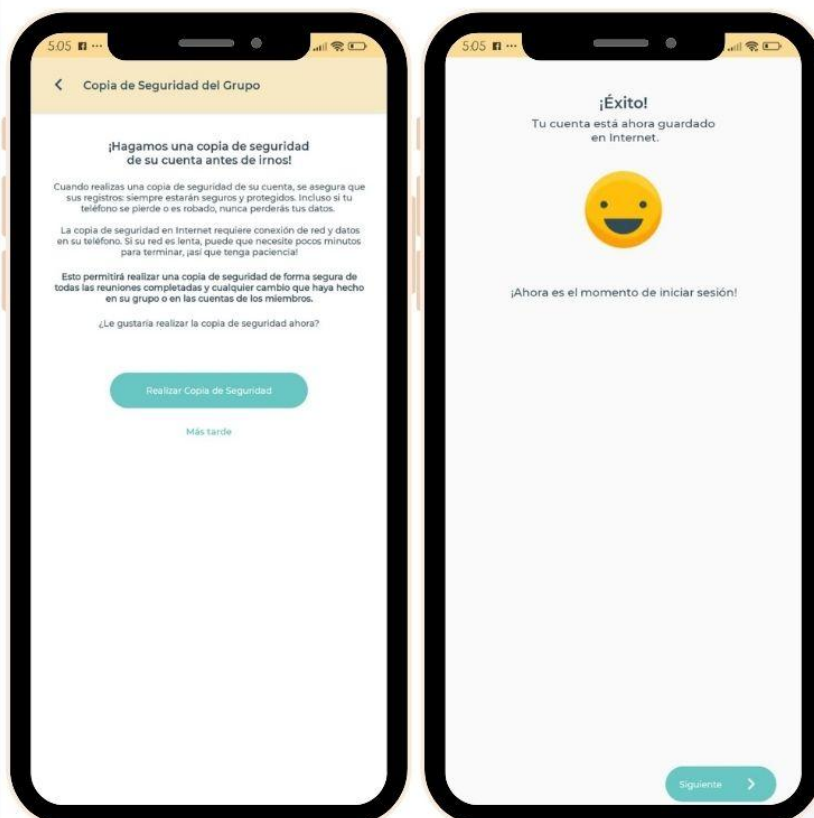 5:05
Copia de Seguridad del Grupo
¡Hagamos una copia de seguridad
de su cuenta antes de irnos!
Cuando realizas una copia de seguridad de su cuenta, se asegura que
sus registros: siempre estarán seguros y protegidos. Incluso si tu
teléfono se pierde o es robado, nunca perderás tus datos.
La copia de seguridad en Internet requiere conexión de red y datos
en su teléfono. Si su red es lenta, puede que necesite pocos minutos
para terminar, ¡así que tenga paciencia!
Esto permitirá realizar una copia de seguridad de forma segura de
todas las reuniones completadas y cualquier cambio que haya hecho
en su grupo o en las cuentas de los miembros.
¿Le gustaría realizar la copia de seguridad ahora?
Realizar Copia de Seguridad
Más tarde
5:05
¡Éxito!
Tu cuenta está ahora guardado
en Internet.
¡Ahora es el momento de iniciar sesión!
Siguiente